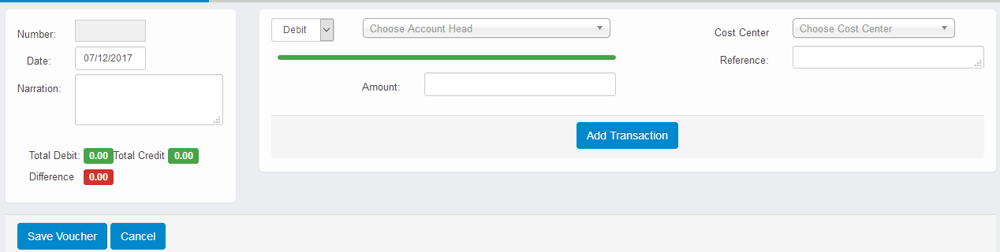 Number:
Date: 07/12/2017
Narration:
Total Debit: 0.00 Total Credit 0.00
Difference 0.00
Debit Choose Account Head Cost Center Choose Cost Center
Reference:
Amount:
Add Transaction
Save Voucher Cancel